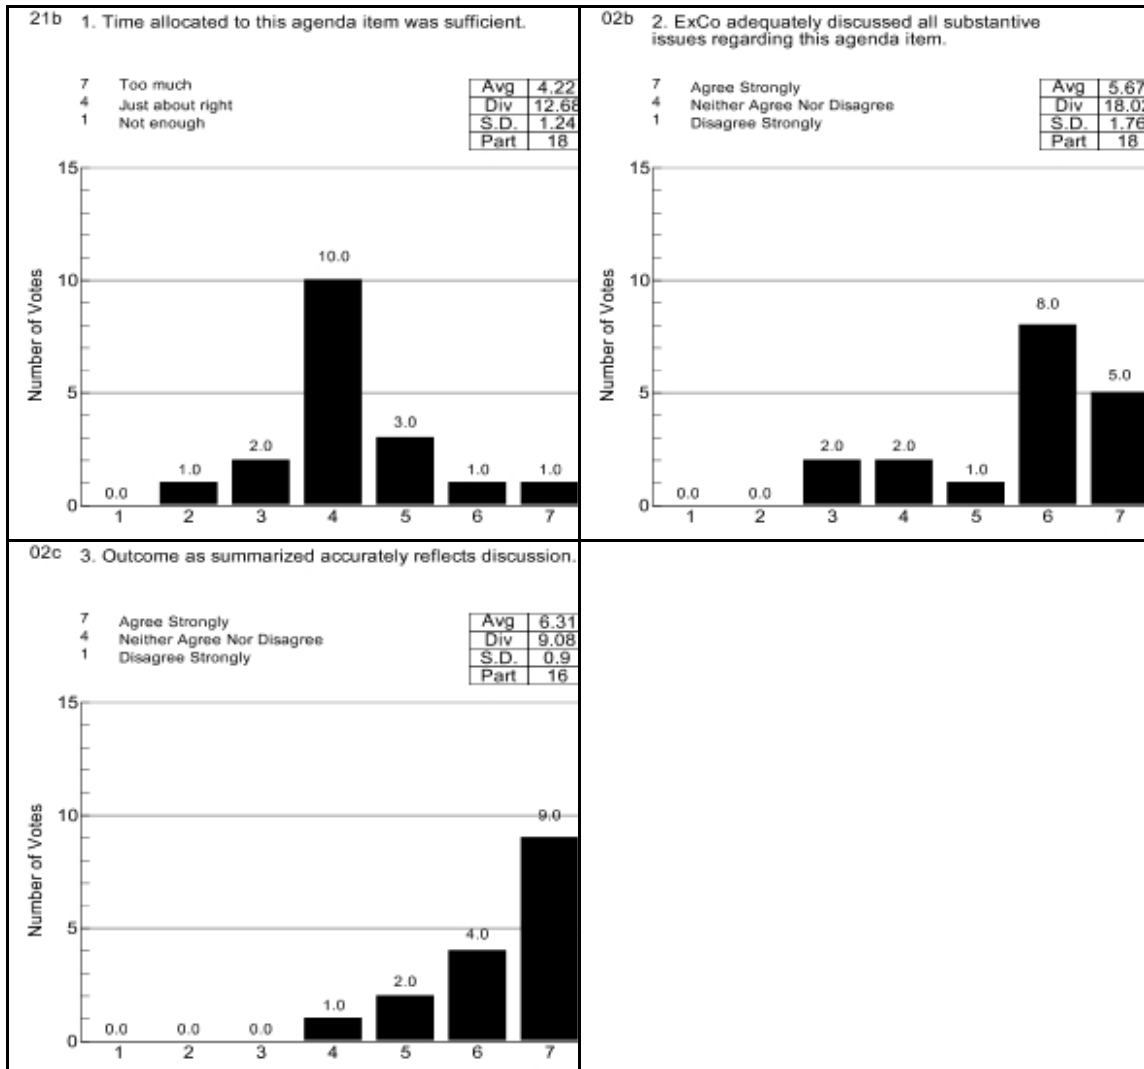 21b 1. Time allocated to this agenda item was sufficient.
7 Too much
4 Just about right
1 Not enough
Avg 4.22
Div 12.68
S.D. 1.24
Part 18
Number of Votes
15
10
5
0
0.0 1.0 2.0 10.0 3.0 1.0 1.0
1 2 3 4 5 6 7
02b 2. ExCo adequately discussed all substantive
issues regarding this agenda item.
7 Agree Strongly
4 Neither Agree Nor Disagree
1 Disagree Strongly
Avg 5.67
Div 18.02
S.D. 1.76
Part 18
Number of Votes
15
10
5
0
0.0 0.0 2.0 2.0 1.0 8.0 5.0
1 2 3 4 5 6 7
02c 3. Outcome as summarized accurately reflects discussion.
7 Agree Strongly
4 Neither Agree Nor Disagree
1 Disagree Strongly
Avg 6.31
Div 9.08
S.D. 0.9
Part 16
Number of Votes
15
10
5
0
0.0 0.0 0.0 1.0 2.0 4.0 9.0
1 2 3 4 5 6 7